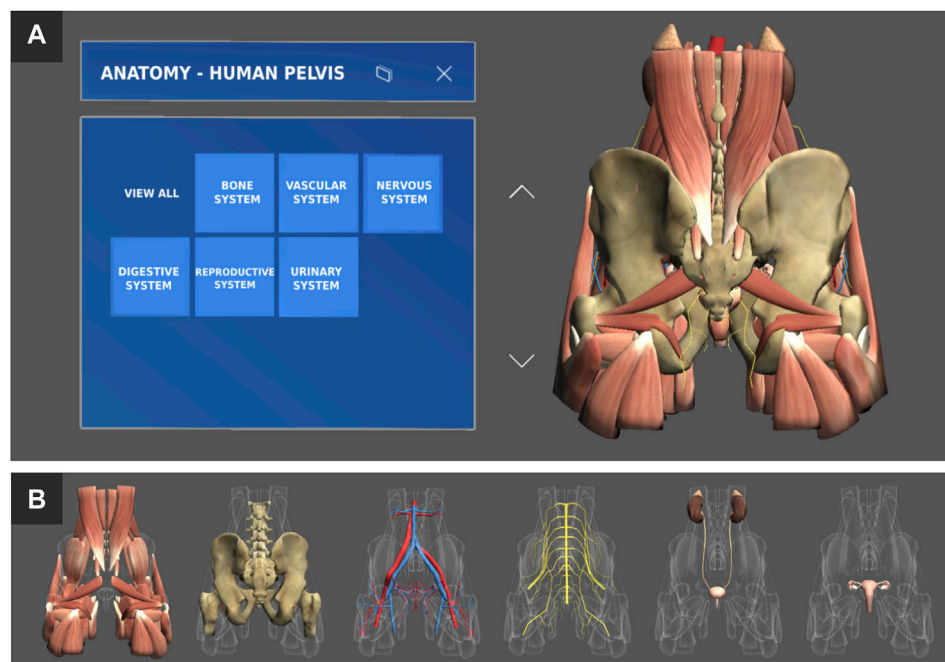 A
ANATOMY - HUMAN PELVIS
VIEW ALL
BONE
SYSTEM
VASCULAR
SYSTEM
NERVOUS
SYSTEM
DIGESTIVE
SYSTEM
REPRODUCTIVE
SYSTEM
URINARY
SYSTEM
B